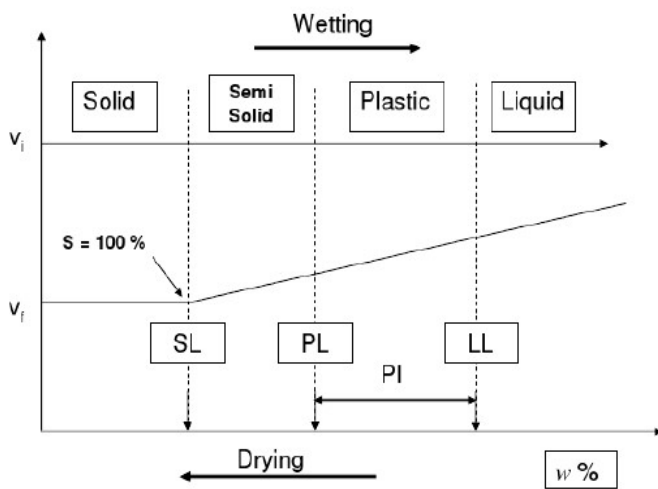 Wetting
Solid
Semi
Solid
Plastic
Liquid
Vi
S = 100 %
Vf
SL
PL
LL
PI
Drying
w %